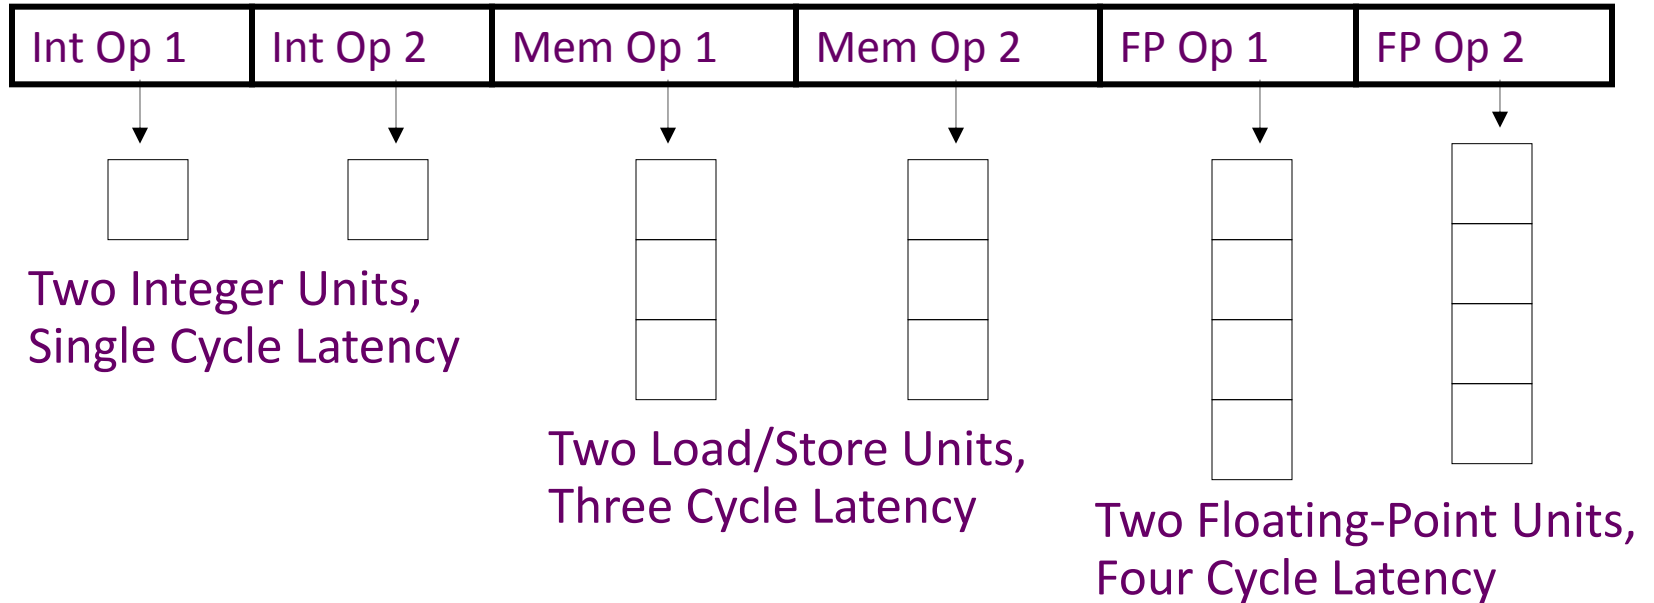 Int Op 1 Int Op 2 Mem Op 1 Mem Op 2 FP Op 1 FP Op 2
Two Integer Units,
Single Cycle Latency
Two Load/Store Units,
Three Cycle Latency
Two Floating-Point Units,
Four Cycle Latency